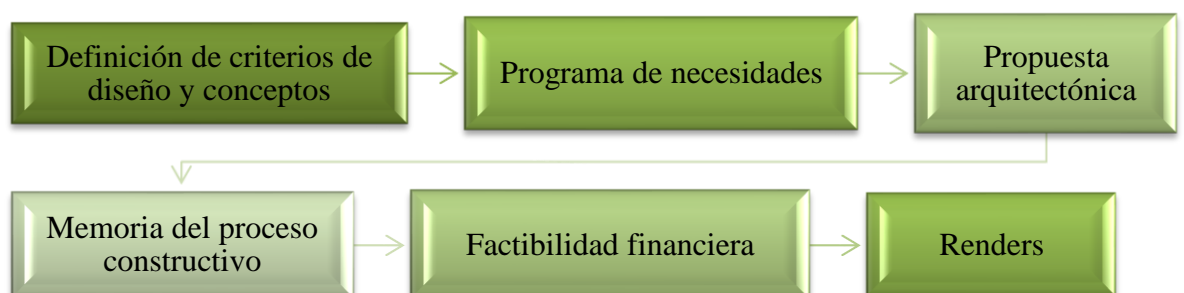 Definición de criterios de
diseño y conceptos
Programa de necesidades
Propuesta
arquitectónica
Memoria del proceso
constructivo
Factibilidad financiera
Renders